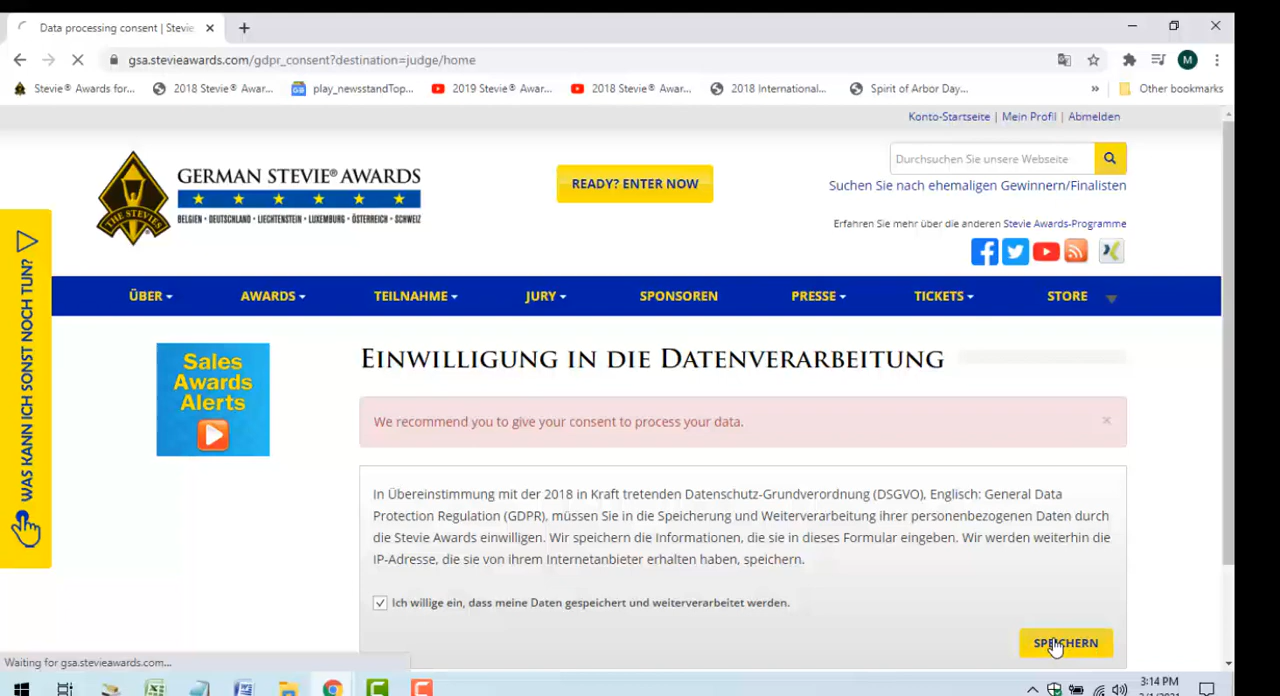 Data processing consent | Stevie
gsa.stevieawards.com/gdpr_consent?destination=judge/home
M
Stevie® Awards for...
2018 Stevie® Awar...
play_newsstandTop...
2019 Stevie® Awar...
2018 Stevie® Awar...
2018 International...
Spirit of Arbor Day...
»
Other bookmarks
Konto-Startseite | Mein Profil | Abmelden
THE STEVIES
GERMAN STEVIE® AWARDS
BELGIEN • DEUTSCHLAND • LIECHTENSTEIN • LUXEMBURG • ÖSTERREICH • SCHWEIZ
READY? ENTER NOW
Durchsuchen Sie unsere Webseite
Suchen Sie nach ehemaligen Gewinnern/Finalisten
Erfahren Sie mehr über die anderen Stevie Awards-Programme
WAS KANN ICH SONST NOCH TUN?
ÜBER
AWARDS
TEILNAHME
JURY
SPONSOREN
PRESSE
TICKETS
STORE
Sales
Awards
Alerts
EINWILLIGUNG IN DIE DATENVERARBEITUNG
We recommend you to give your consent to process your data.
×
In Übereinstimmung mit der 2018 in Kraft tretenden Datenschutz-Grundverordnung (DSGVO), Englisch: General Data
Protection Regulation (GDPR), müssen Sie in die Speicherung und Weiterverarbeitung ihrer personenbezogenen Daten durch
die Stevie Awards einwilligen. Wir speichern die Informationen, die sie in dieses Formular eingeben. Wir werden weiterhin die
IP-Adresse, die sie von ihrem Internetanbieter erhalten haben, speichern.
Ich willige ein, dass meine Daten gespeichert und weiterverarbeitet werden.
SPEICHERN
Waiting for gsa.stevieawards.com...
3:14 PM